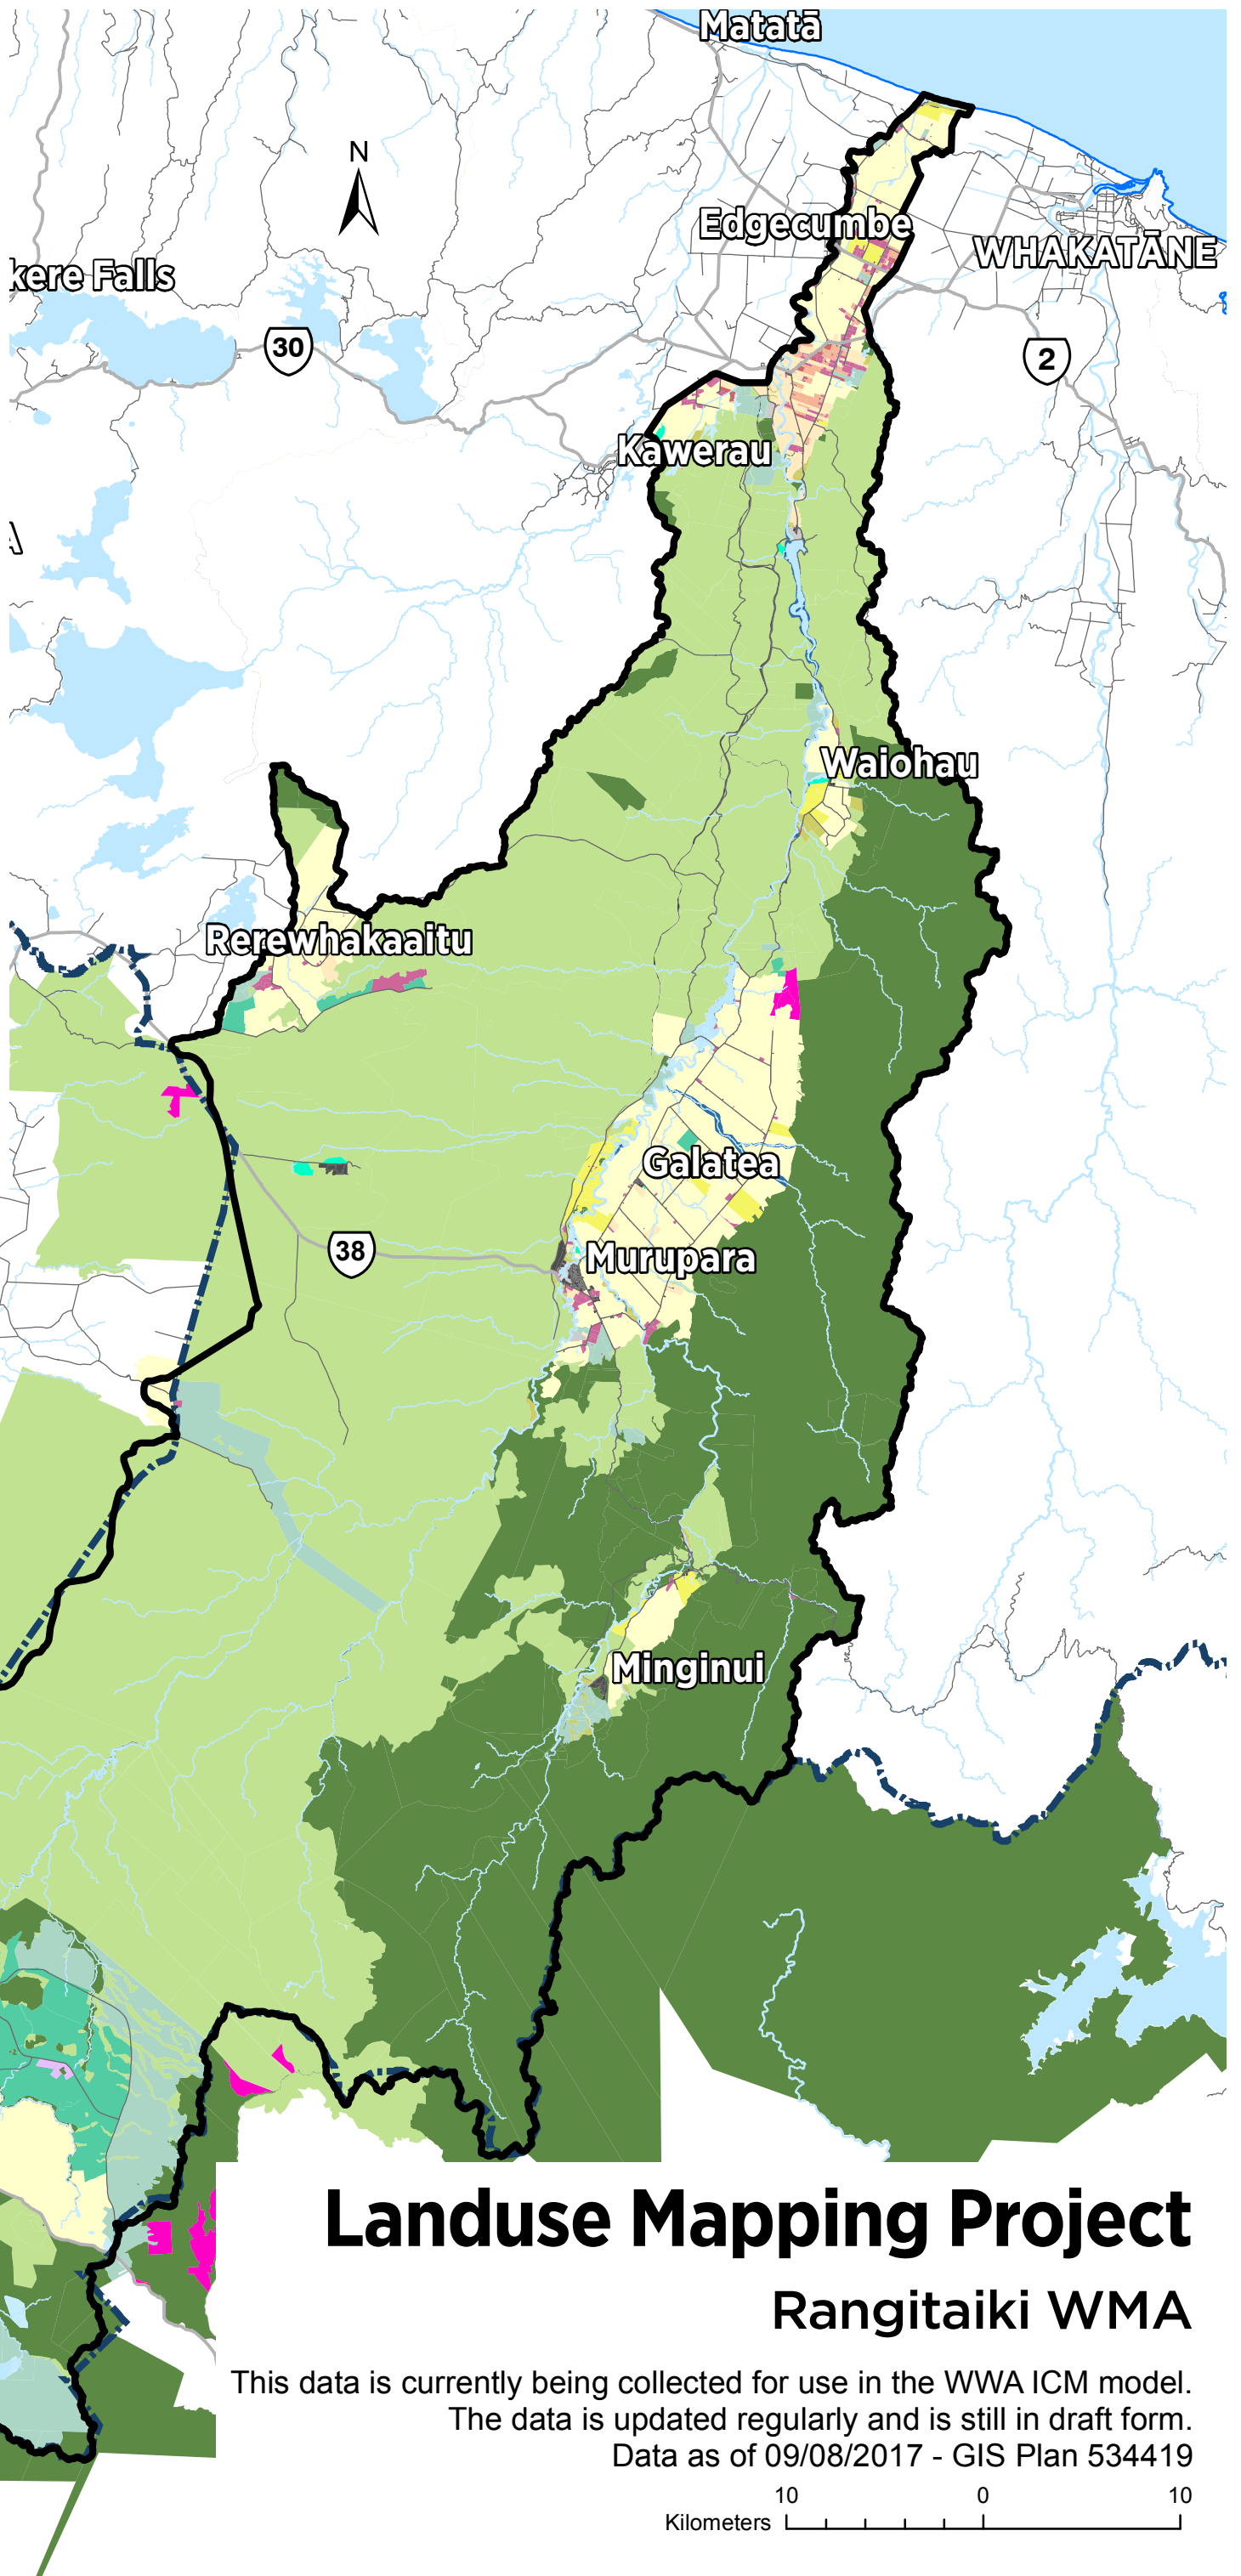 Matatā
N
Edgecumbe
WHAKATĀNE
kere Falls
30
2
Kawerau
Waiohau
Rerewhakaaitu
Galatea
38
Murupara
Minginui
Landuse Mapping Project
Rangitaiki WMA
This data is currently being collected for use in the WWA ICM model.
The data is updated regularly and is still in draft form.
Data as of 09/08/2017 - GIS Plan 534419
10 0 10
Kilometers